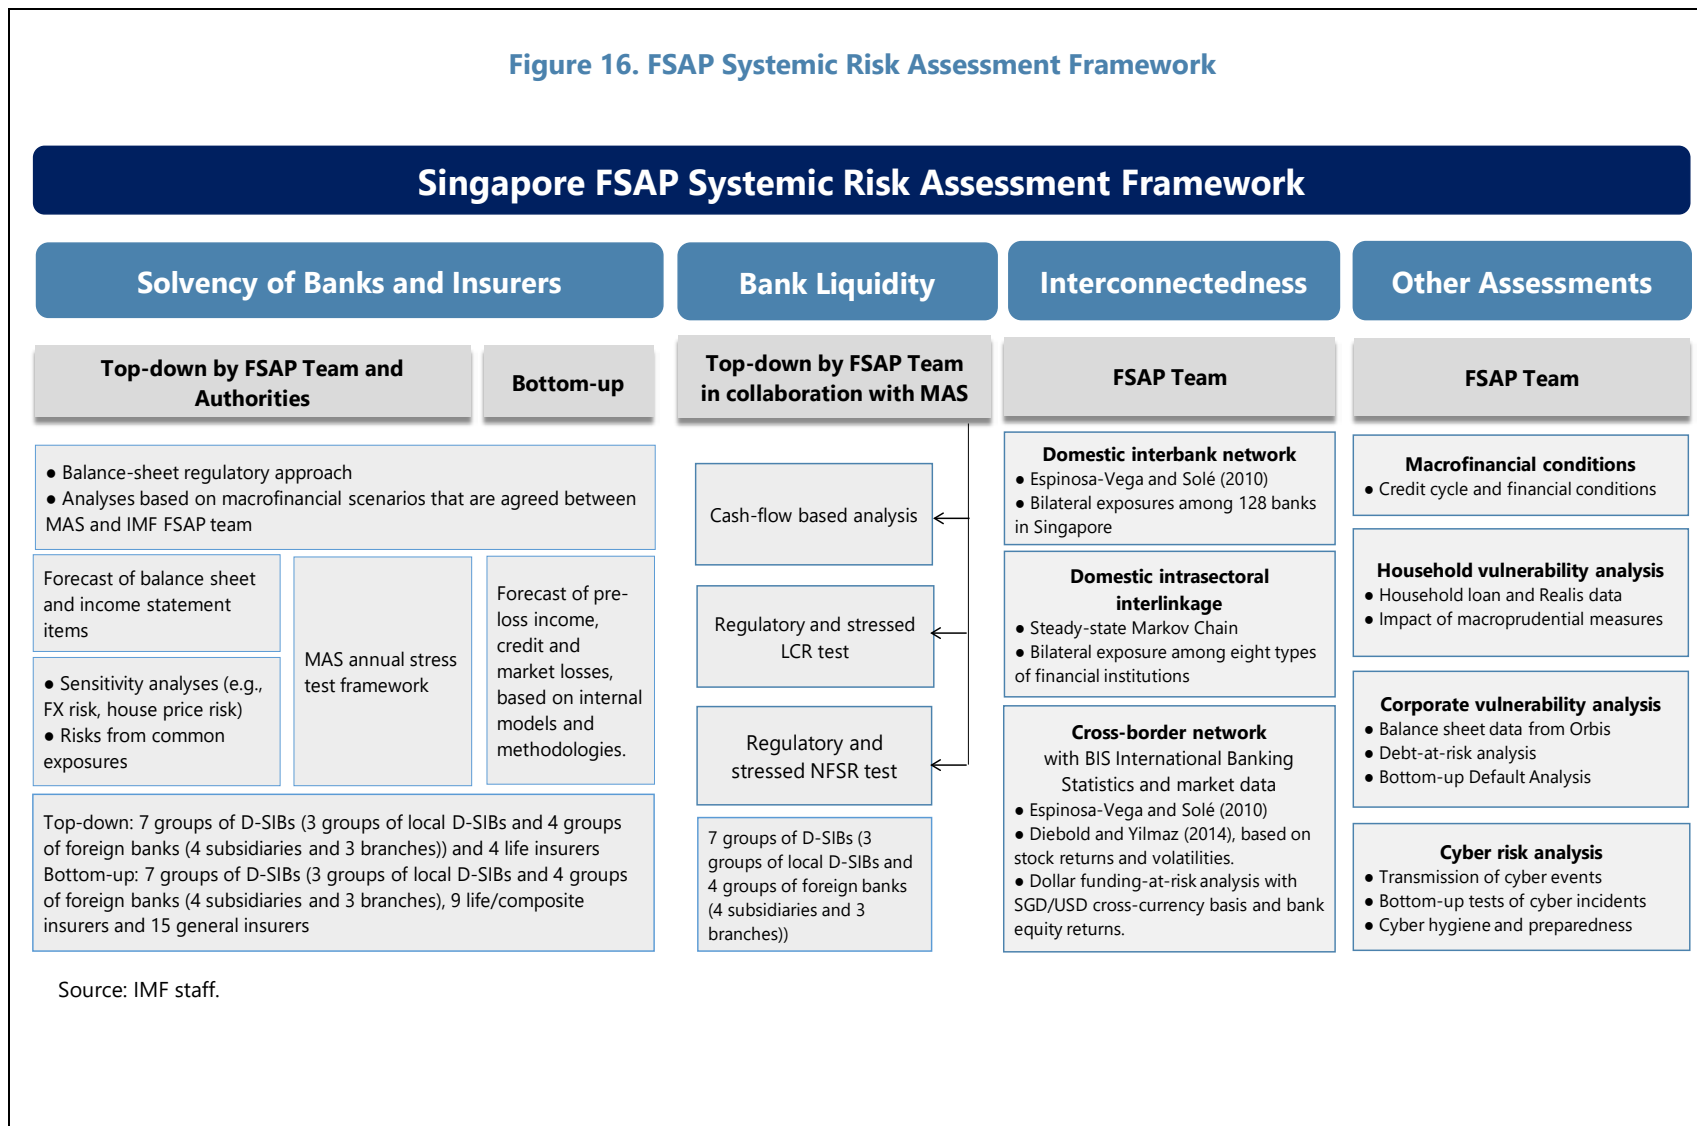 Figure 16. FSAP Systemic Risk Assessment Framework
Singapore FSAP Systemic Risk Assessment Framework
Solvency of Banks and Insurers
Top-down by FSAP Team and
Authorities
Bottom-up
● Balance-sheet regulatory approach
● Analyses based on macrofinancial scenarios that are agreed between
MAS and IMF FSAP team
Forecast of balance sheet
and income statement
items
● Sensitivity analyses (e.g.,
FX risk, house price risk)
● Risks from common
exposures
MAS annual stress
test framework
Forecast of pre-
loss income,
credit and
market losses,
based on internal
models and
methodologies.
Top-down: 7 groups of D-SIBs (3 groups of local D-SIBs and 4 groups
of foreign banks (4 subsidiaries and 3 branches)) and 4 life insurers
Bottom-up: 7 groups of D-SIBs (3 groups of local D-SIBs and 4 groups
of foreign banks (4 subsidiaries and 3 branches), 9 life/composite
insurers and 15 general insurers
Bank Liquidity
Top-down by FSAP Team
in collaboration with MAS
Cash-flow based analysis
Regulatory and stressed
LCR test
Regulatory and
stressed NFSR test
7 groups of D-SIBs (3
groups of local D-SIBs and
4 groups of foreign banks
(4 subsidiaries and 3
branches))
Interconnectedness
FSAP Team
Domestic interbank network
● Espinosa-Vega and Solé (2010)
● Bilateral exposures among 128 banks
in Singapore
Domestic intrasectoral
interlinkage
● Steady-state Markov Chain
● Bilateral exposure among eight types
of financial institutions
Cross-border network
with BIS International Banking
Statistics and market data
● Espinosa-Vega and Solé (2010)
● Diebold and Yilmaz (2014), based on
stock returns and volatilities.
● Dollar funding-at-risk analysis with
SGD/USD cross-currency basis and bank
equity returns.
Other Assessments
FSAP Team
Macrofinancial conditions
● Credit cycle and financial conditions
Household vulnerability analysis
● Household loan and Realis data
● Impact of macroprudential measures
Corporate vulnerability analysis
● Balance sheet data from Orbis
● Debt-at-risk analysis
● Bottom-up Default Analysis
Cyber risk analysis
● Transmission of cyber events
● Bottom-up tests of cyber incidents
● Cyber hygiene and preparedness
Source: IMF staff.